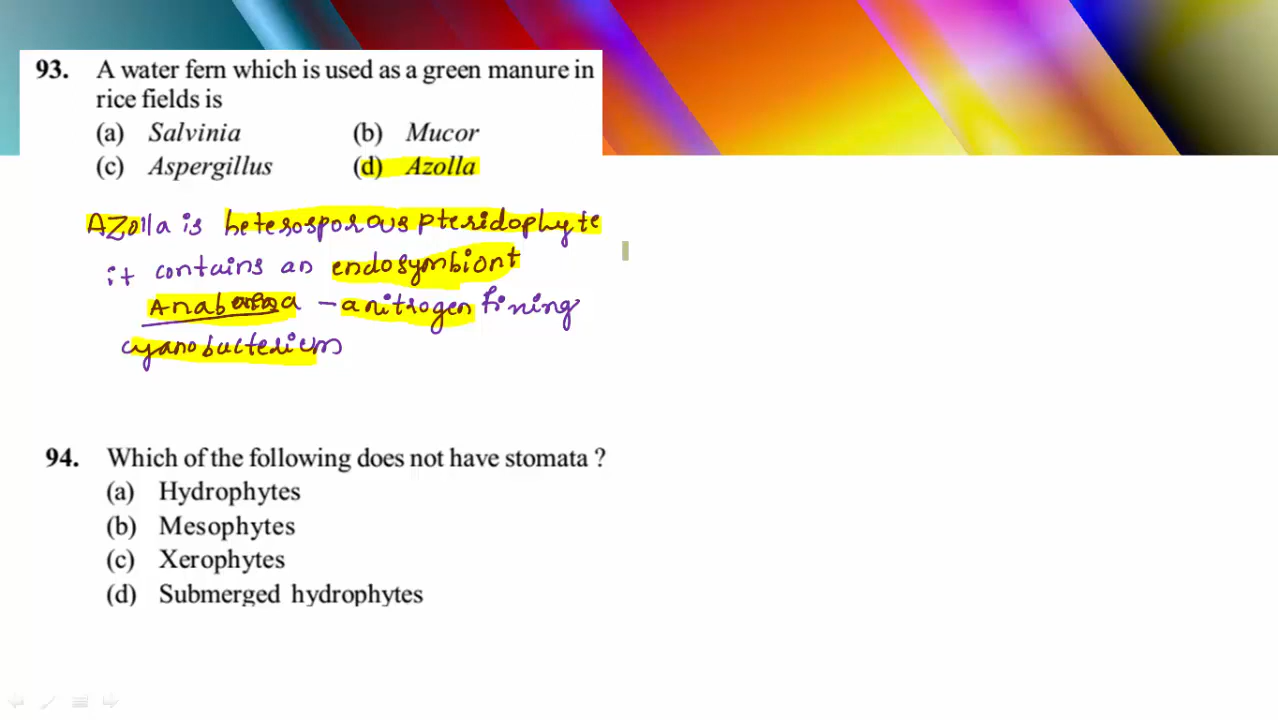 93. A water fern which is used as a green manure in
rice fields is
(a) Salvinia (b) Mucor
(c) Aspergillus (d) Azolla
AZolla is heterosporous pteridophyte
it contains an endosymbiont
Anabaena – a nitrogen fixing
cyanobacterium
94. Which of the following does not have stomata ?
(a) Hydrophytes
(b) Mesophytes
(c) Xerophytes
(d) Submerged hydrophytes